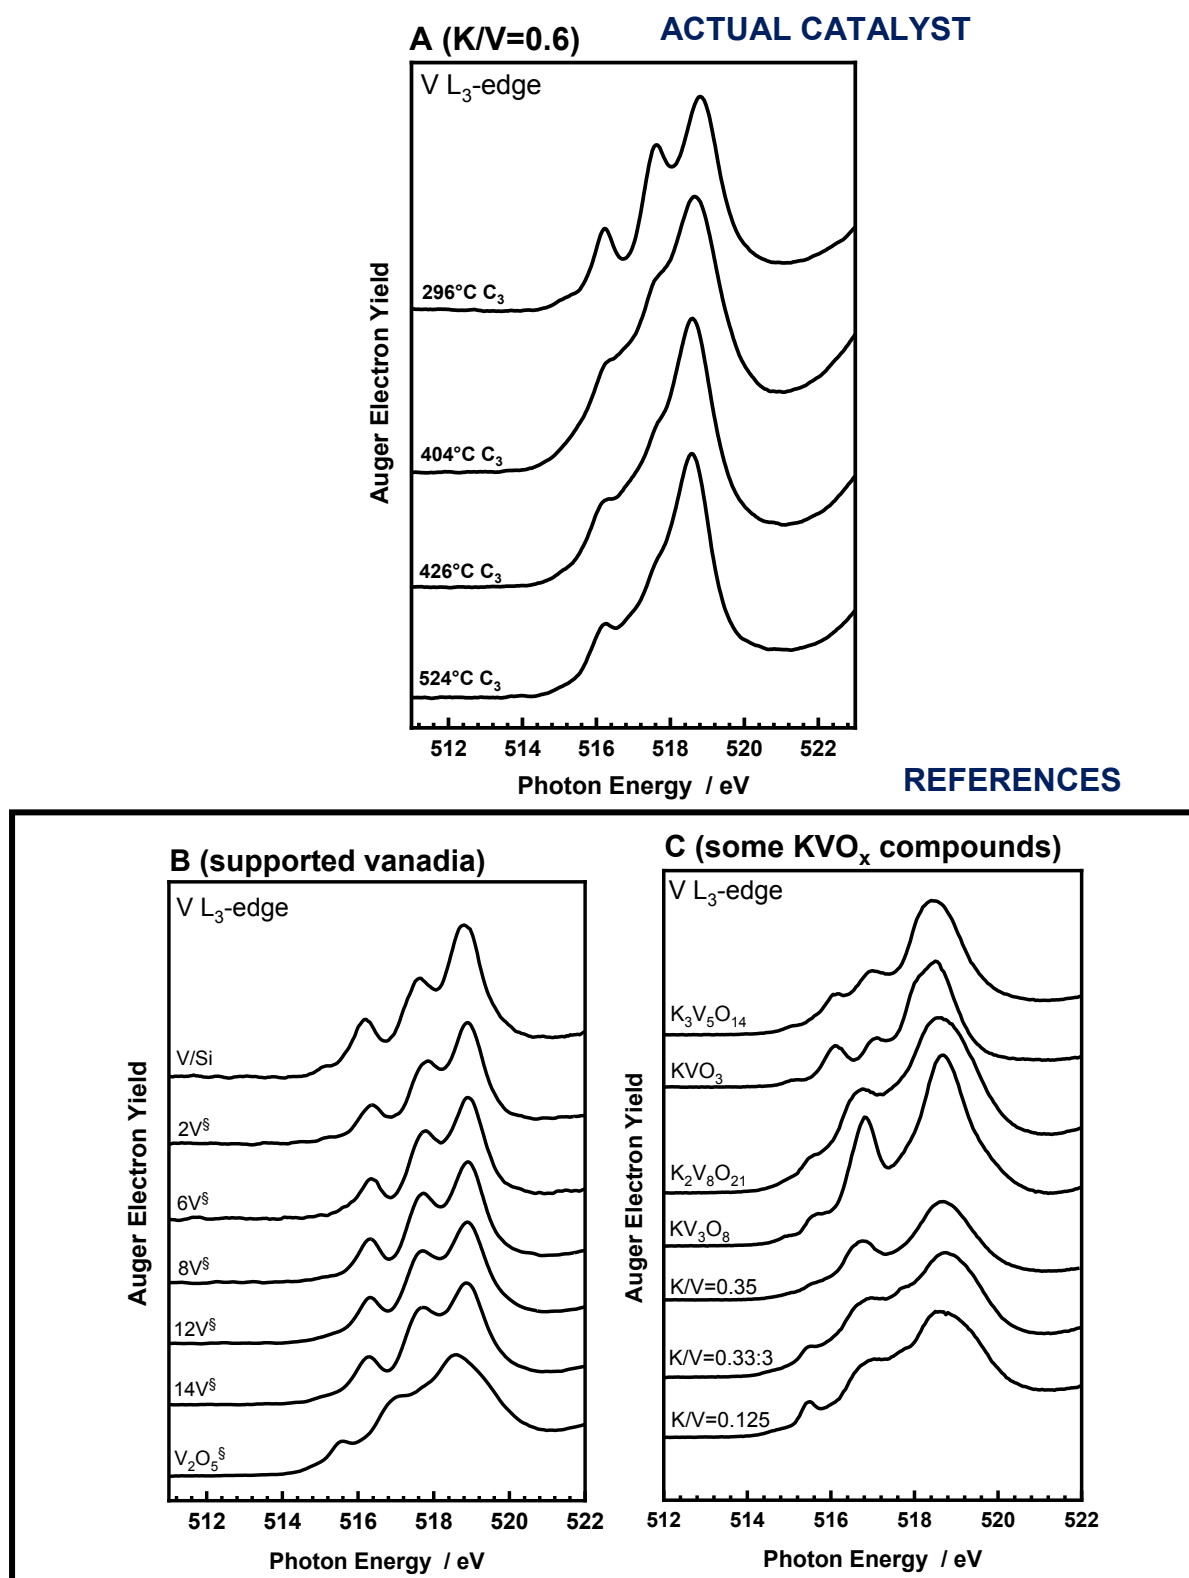 ACTUAL CATALYST
A (K/V=0.6)
V L₃-edge
296°C C₃
404°C C₃
426°C C₃
524°C C₃
Auger Electron Yield
512 514 516 518 520 522
Photon Energy / eV
REFERENCES
B (supported vanadia)
V L₃-edge
V/Si
2V§
6V§
8V§
12V§
14V§
V₂O₅§
Auger Electron Yield
512 514 516 518 520 522
Photon Energy / eV
C (some KVOₓ compounds)
V L₃-edge
K₃V₅O₁₄
KVO₃
K₂V₈O₂₁
KV₃O₈
K/V=0.35
K/V=0.33:3
K/V=0.125
Auger Electron Yield
512 514 516 518 520 522
Photon Energy / eV